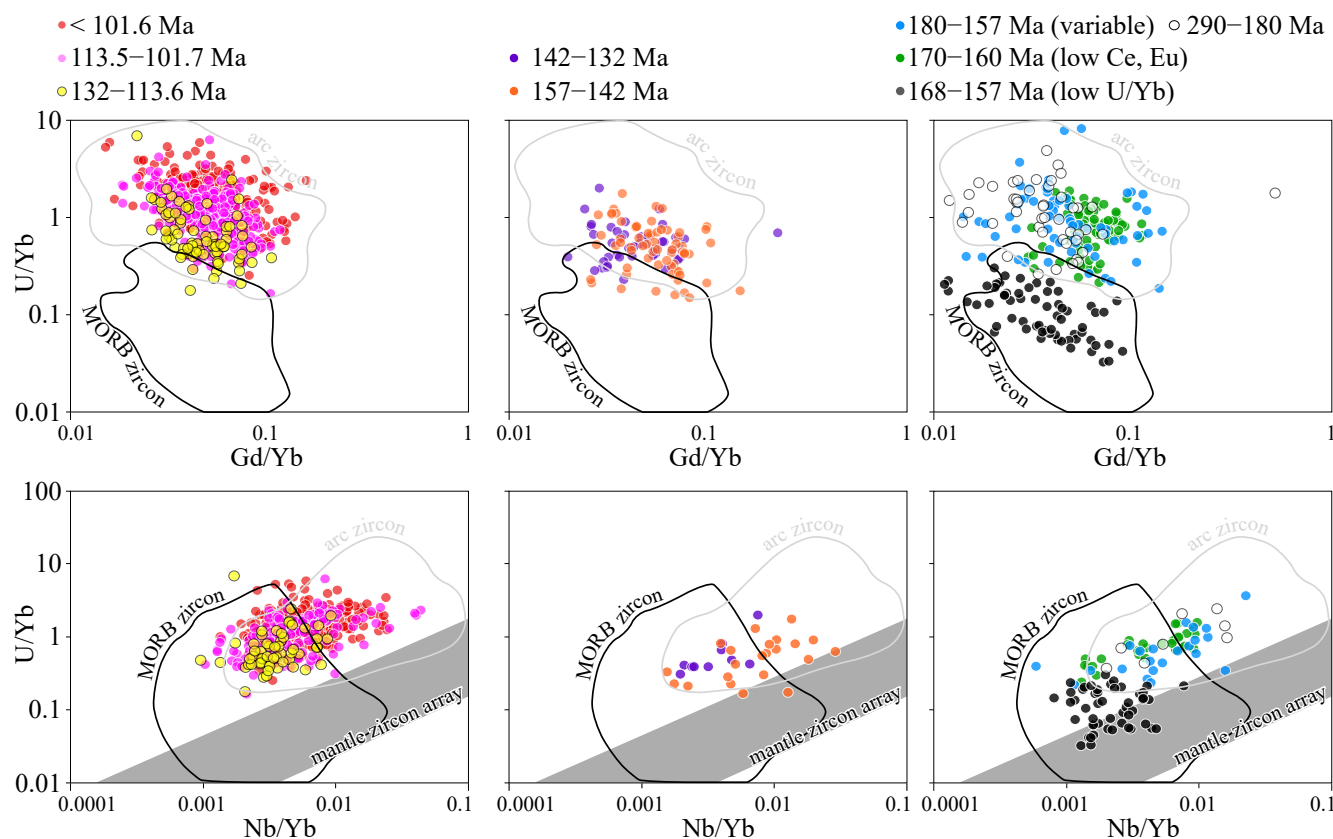 < 101.6 Ma
113.5−101.7 Ma
132−113.6 Ma
142−132 Ma
157−142 Ma
180−157 Ma (variable)
290−180 Ma
170−160 Ma (low Ce, Eu)
168−157 Ma (low U/Yb)
10
1
0.1
0.01
U/Yb
arc zircon
MORB zircon
0.01
0.1
1
Gd/Yb
arc zircon
MORB zircon
0.01
0.1
1
Gd/Yb
arc zircon
MORB zircon
0.01
0.1
1
Gd/Yb
100
10
1
0.1
0.01
U/Yb
arc zircon
MORB zircon
mantle zircon array
0.0001
0.001
0.01
0.1
Nb/Yb
arc zircon
MORB zircon
mantle zircon array
0.0001
0.001
0.01
0.1
Nb/Yb
arc zircon
MORB zircon
mantle zircon array
0.0001
0.001
0.01
0.1
Nb/Yb